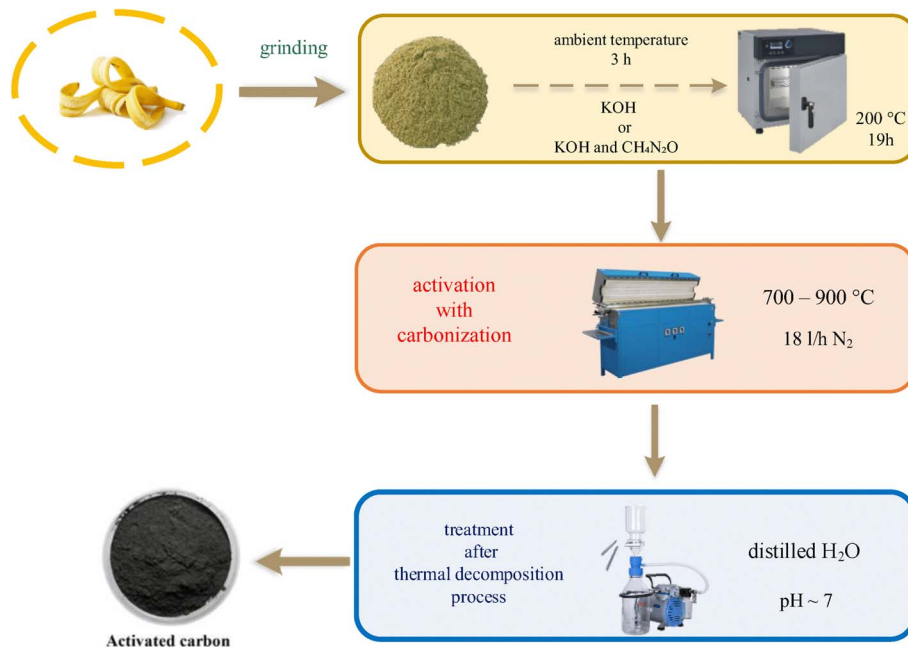 grinding
ambient temperature
3 h
KOH
or
KOH and CH₄N₂O
200 °C
19h
activation
with
carbonization
700 – 900 °C
18 l/h N₂
treatment
after
thermal decomposition
process
distilled H₂O
pH ~ 7
Activated carbon